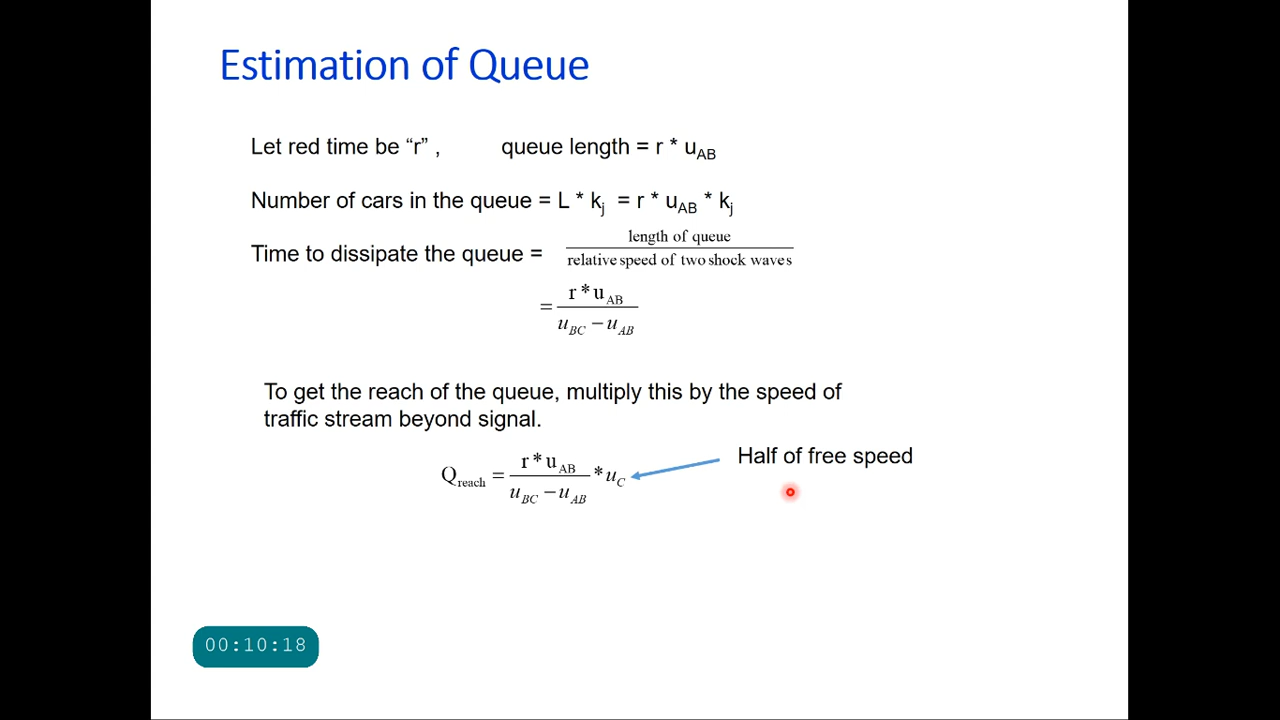 Estimation of Queue
Let red time be “r” , queue length = r * uAB
Number of cars in the queue = L * kj = r * uAB * kj
Time to dissipate the queue = length of queue / relative speed of two shock waves
= r * uAB / uBC − uAB
To get the reach of the queue, multiply this by the speed of
traffic stream beyond signal.
Half of free speed
Qreach = r * uAB / uBC − uAB * uC
00:10:18